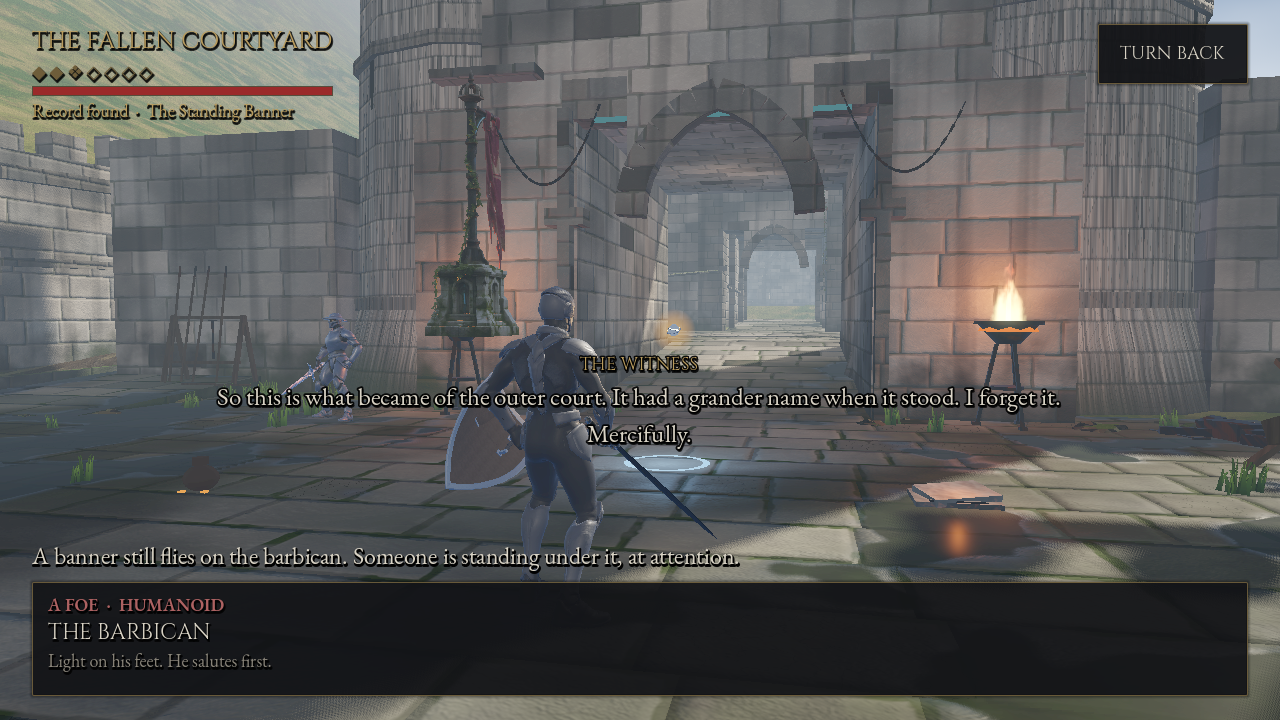 THE FALLEN COURTYARD
Record found · The Standing Banner
TURN BACK
THE WITNESS
So this is what became of the outer court. It had a grander name when it stood. I forget it.
Mercifully.
A banner still flies on the barbican. Someone is standing under it, at attention.
A FOE · HUMANOID
THE BARBICAN
Light on his feet. He salutes first.